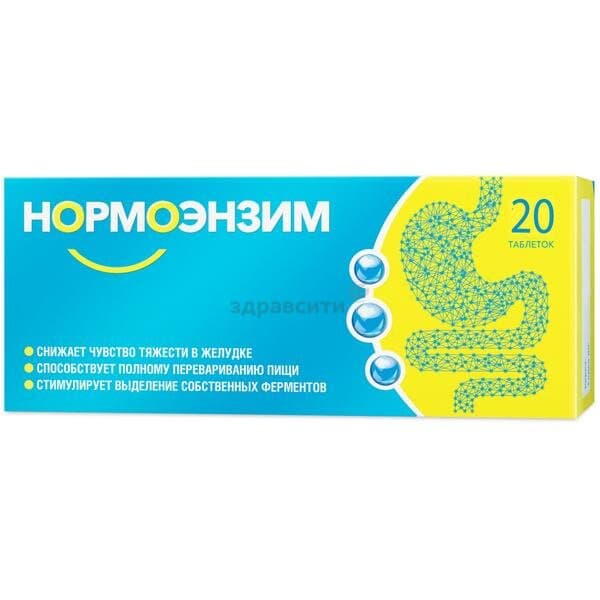 НОРМОЭНЗИМ
20
ТАБЛЕТОК
здравсити
СНИЖАЕТ ЧУВСТВО ТЯЖЕСТИ В ЖЕЛУДКЕ
СПОСОБСТВУЕТ ПОЛНОМУ ПЕРЕВАРИВАНИЮ ПИЩИ
СТИМУЛИРУЕТ ВЫДЕЛЕНИЕ СОБСТВЕННЫХ ФЕРМЕНТОВ